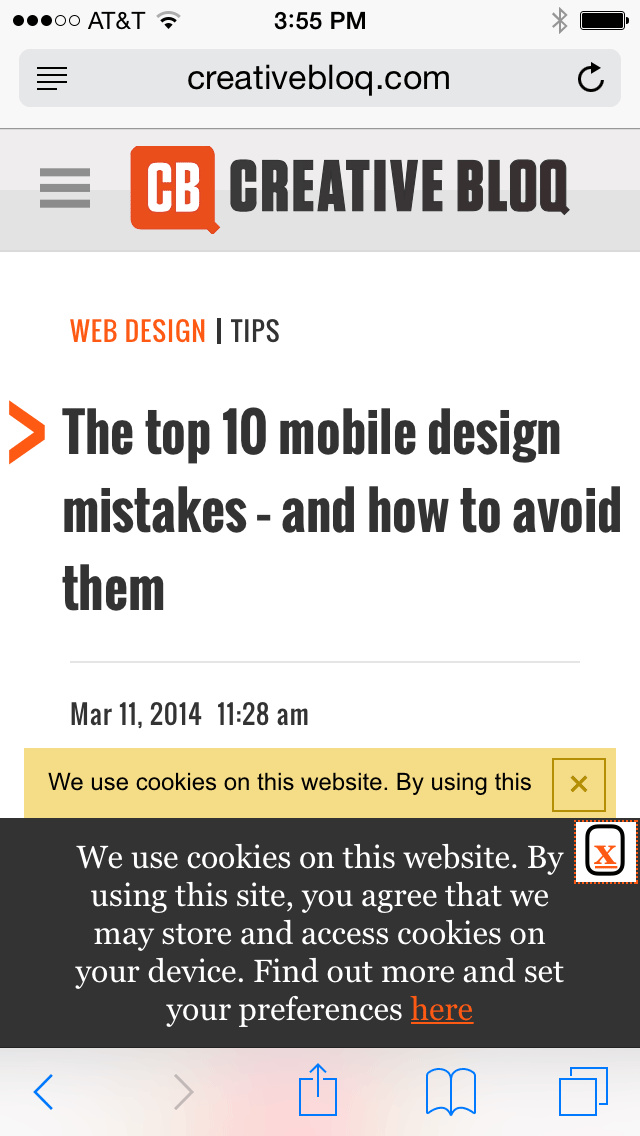 AT&T 3:55 PM
creativebloq.com
CB CREATIVE BLOQ
WEB DESIGN | TIPS
> The top 10 mobile design
mistakes - and how to avoid
them
Mar 11, 2014 11:28 am
We use cookies on this website. By using this ×
We use cookies on this website. By
using this site, you agree that we
may store and access cookies on
your device. Find out more and set
your preferences here
x